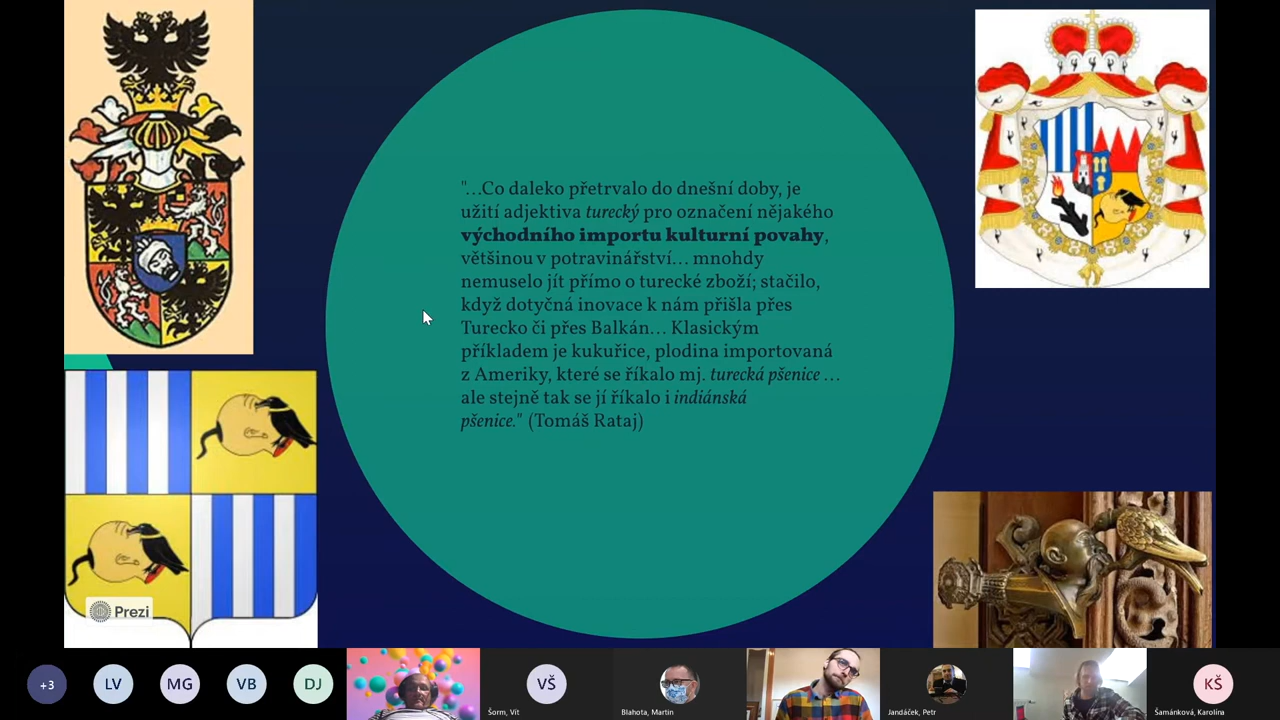 "...Co daleko přetrvalo do dnešní doby, je
užití adjektiva turecký pro označení nějakého
východního importu kulturní povahy,
většinou v potravinářství... mnohdy
nemuselo jít přímo o turecké zboží; stačilo,
když dotyčná inovace k nám přišla přes
Turecko či přes Balkán... Klasickým
příkladem je kukuřice, plodina importovaná
z Ameriky, které se říkalo mj. turecká pšenice ...
ale stejně tak se jí říkalo i indiánská
pšenice." (Tomáš Rataj)
Prezi
+3
LV
MG
VB
DJ
VŠ
KŠ
Šorm, Vít
Blahota, Martin
Jandáček, Petr
Šamánková, Karolína